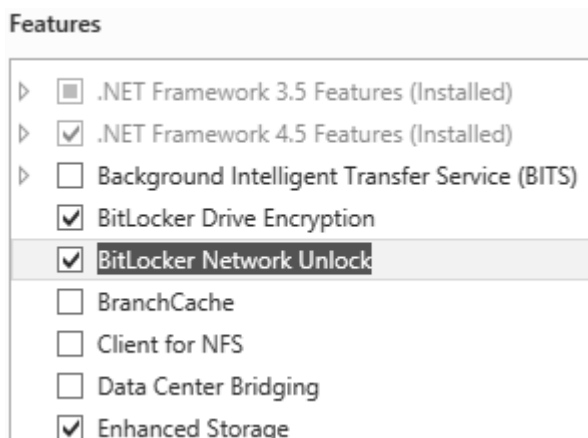 Features
.NET Framework 3.5 Features (Installed)
.NET Framework 4.5 Features (Installed)
Background Intelligent Transfer Service (BITS)
BitLocker Drive Encryption
BitLocker Network Unlock
BranchCache
Client for NFS
Data Center Bridging
Enhanced Storage